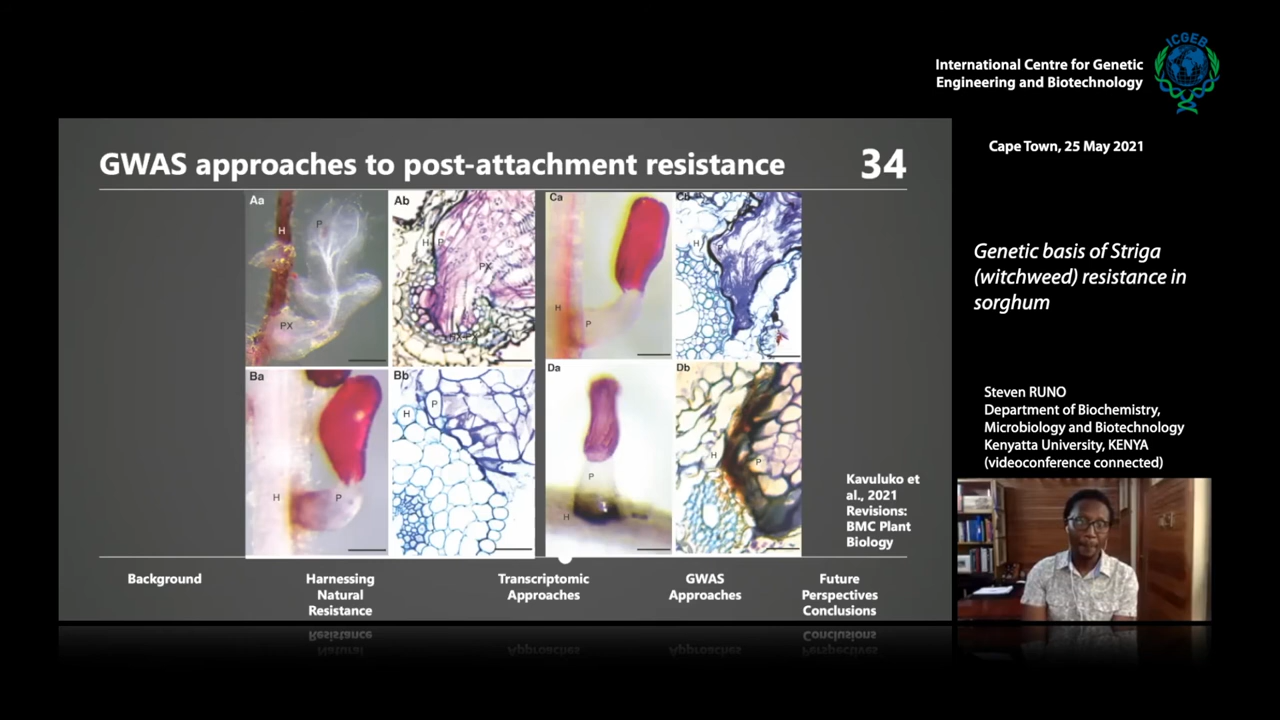 ICGEB
International Centre for Genetic
Engineering and Biotechnology
Cape Town, 25 May 2021
GWAS approaches to post-attachment resistance
34
Aa
H
P
PX
Ab
H
P
PX
Ca
H
P
Cb
H
P
Ba
H
P
Bb
H
P
Da
P
H
Db
H
P
Kavuluko et
al., 2021
Revisions:
BMC Plant
Biology
Background
Harnessing
Natural
Resistance
Transcriptomic
Approaches
GWAS
Approaches
Future
Perspectives
Conclusions
Genetic basis of Striga
(witchweed) resistance in
sorghum
Steven RUNO
Department of Biochemistry,
Microbiology and Biotechnology
Kenyatta University, KENYA
(videoconference connected)